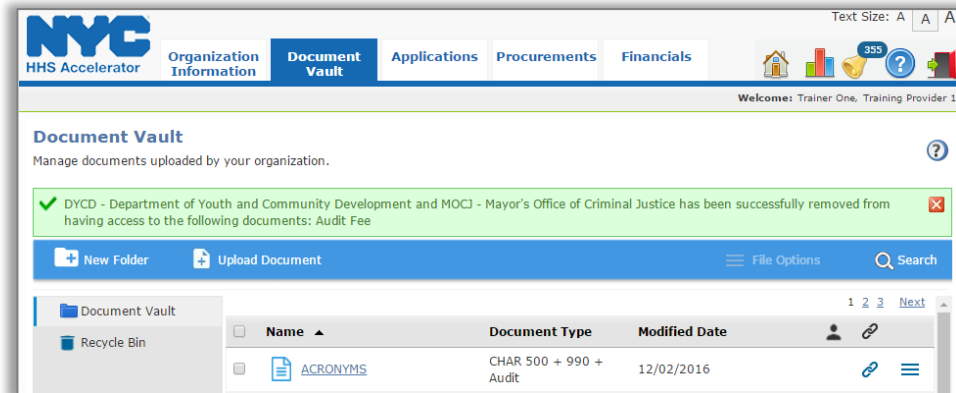 Text Size: A A A
NYC
HHS Accelerator
Organization Information
Document Vault
Applications
Procurements
Financials
355
?
Welcome: Trainer One, Training Provider 1
Document Vault
?
Manage documents uploaded by your organization.
DYCD - Department of Youth and Community Development and MOCJ - Mayor's Office of Criminal Justice has been successfully removed from
having access to the following documents: Audit Fee
New Folder
Upload Document
File Options
Search
Document Vault
Recycle Bin
1 2 3 Next
Name
Document Type
Modified Date
ACRONYMS
CHAR 500 + 990 +
Audit
12/02/2016